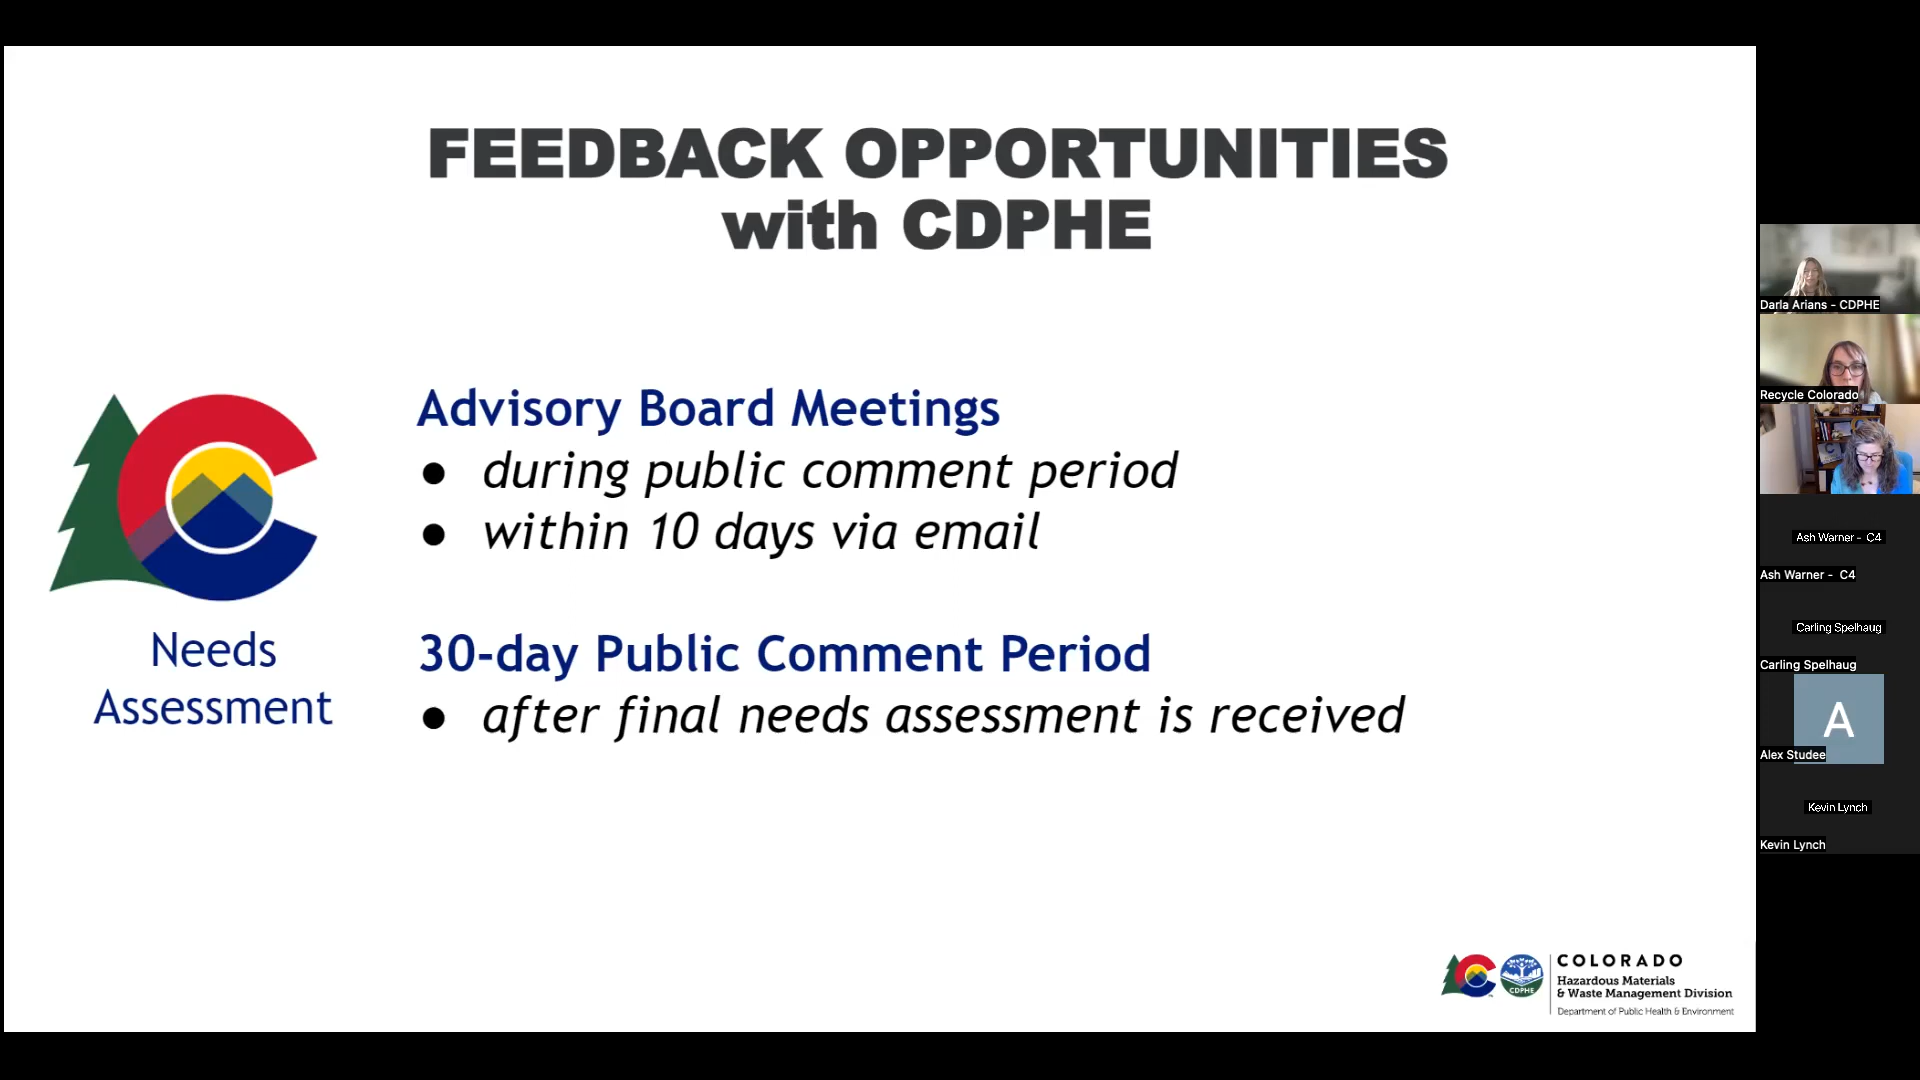 FEEDBACK OPPORTUNITIES
with CDPHE
Needs
Assessment
Advisory Board Meetings
● during public comment period
● within 10 days via email
30-day Public Comment Period
● after final needs assessment is received
CDPHE
COLORADO
Hazardous Materials
& Waste Management Division
Department of Public Health & Environment
Darla Arians - CDPHE
Recycle Colorado
Ash Warner - C4
Ash Warner - C4
Carling Spelhaug
Carling Spelhaug
A
Alex Studee
Kevin Lynch
Kevin Lynch